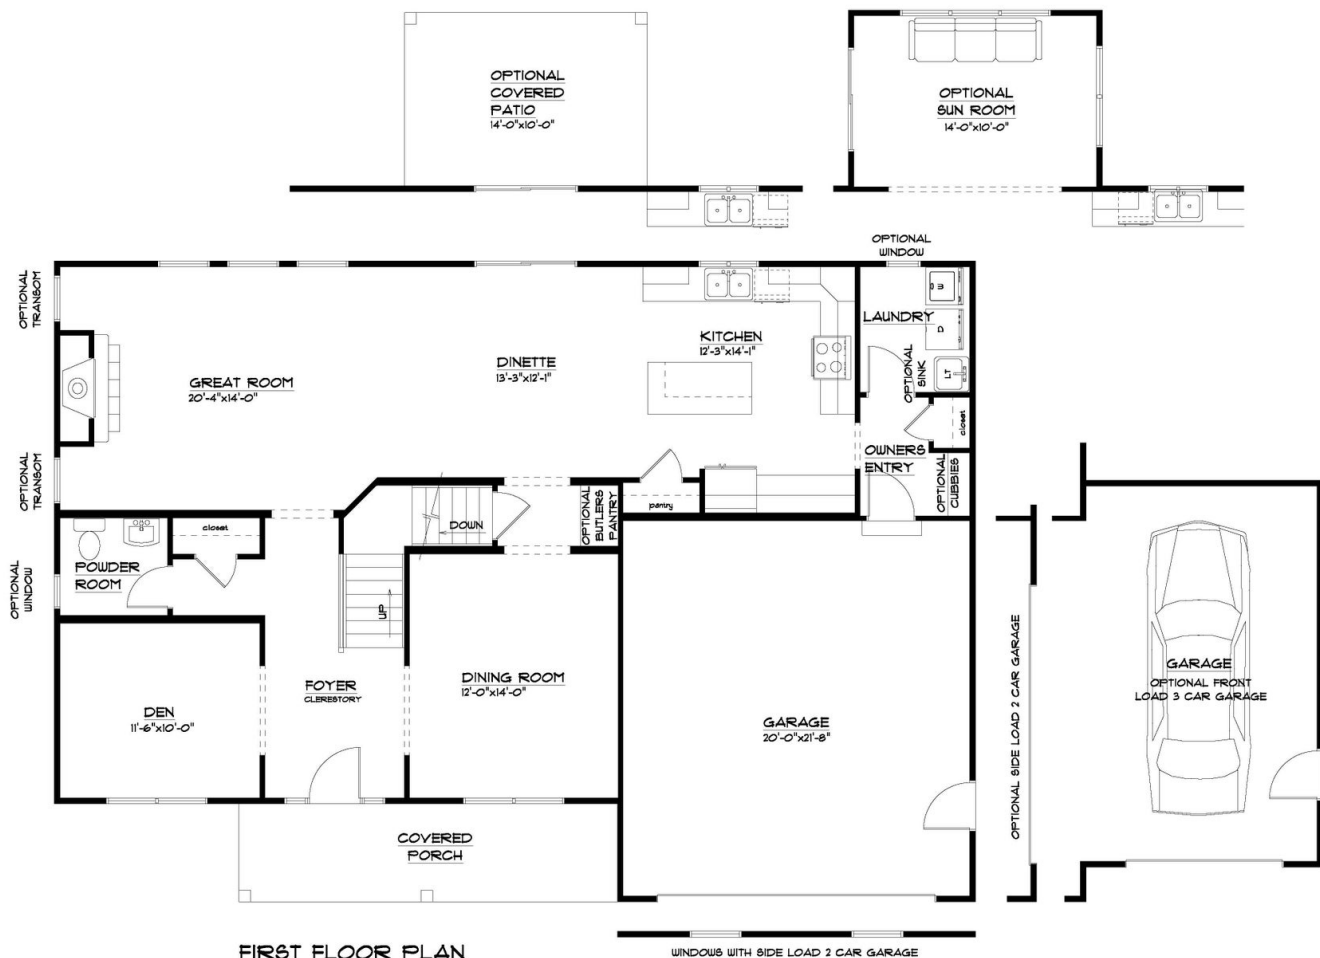 OPTIONAL
COVERED
PATIO
14'-0"x10'-0"
OPTIONAL
SUN ROOM
14'-0"x10'-0"
OPTIONAL
WINDOW
OPTIONAL
TRANSOM
LAUNDRY
W
D
KITCHEN
12'-3"x14'-1"
DINETTE
13'-3"x12'-1"
GREAT ROOM
20'-4"x14'-0"
OPTIONAL
SINK
LT
closet
OWNERS
ENTRY
OPTIONAL
CUBBIES
OPTIONAL
TRANSOM
pantry
OPTIONAL
BUTLERS
PANTRY
DOWN
closet
POWDER
ROOM
OPTIONAL
WINDOW
UP
FOYER
CLERESTORY
DINING ROOM
12'-0"x14'-0"
DEN
11'-6"x10'-0"
GARAGE
20'-0"x21'-8"
OPTIONAL SIDE LOAD 2 CAR GARAGE
GARAGE
OPTIONAL FRONT
LOAD 3 CAR GARAGE
COVERED
PORCH
FIRST FLOOR PLAN
WINDOWS WITH SIDE LOAD 2 CAR GARAGE